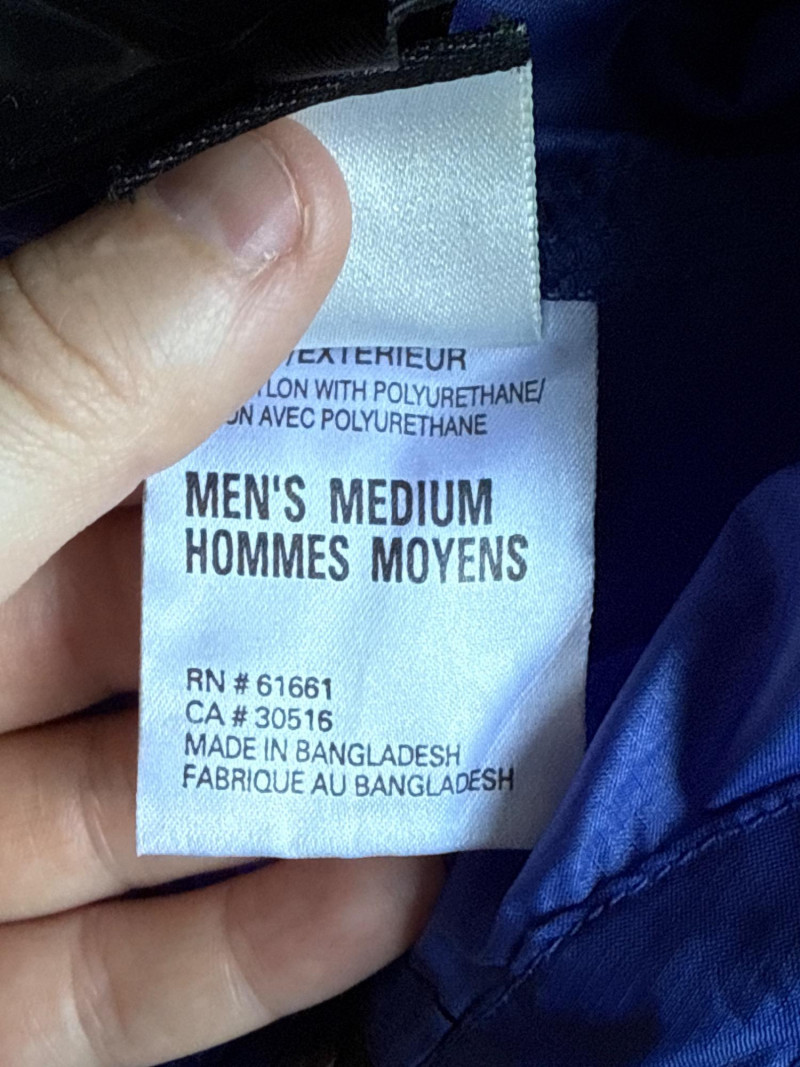 /EXTERIEUR
LON WITH POLYURETHANE/
ON AVEC POLYURETHANE
MEN'S MEDIUM
HOMMES MOYENS
RN # 61661
CA # 30516
MADE IN BANGLADESH
FABRIQUE AU BANGLADESH